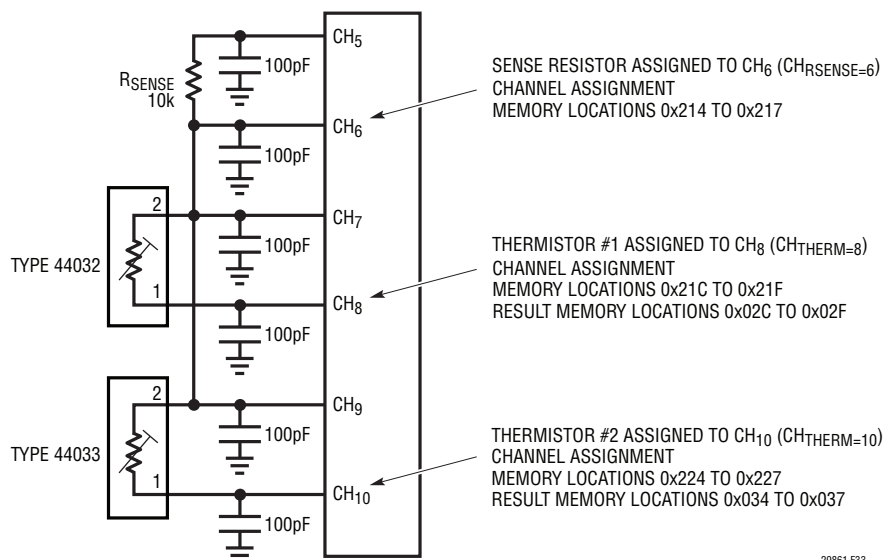 CH5
100pF
RSENSE
10k
CH6
100pF
SENSE RESISTOR ASSIGNED TO CH6 (CHRSENSE=6)
CHANNEL ASSIGNMENT
MEMORY LOCATIONS 0x214 TO 0x217
2
CH7
100pF
TYPE 44032
1
CH8
100pF
THERMISTOR #1 ASSIGNED TO CH8 (CHTHERM=8)
CHANNEL ASSIGNMENT
MEMORY LOCATIONS 0x21C TO 0x21F
RESULT MEMORY LOCATIONS 0x02C TO 0x02F
2
CH9
100pF
TYPE 44033
1
CH10
100pF
THERMISTOR #2 ASSIGNED TO CH10 (CHTHERM=10)
CHANNEL ASSIGNMENT
MEMORY LOCATIONS 0x224 TO 0x227
RESULT MEMORY LOCATIONS 0x034 TO 0x037